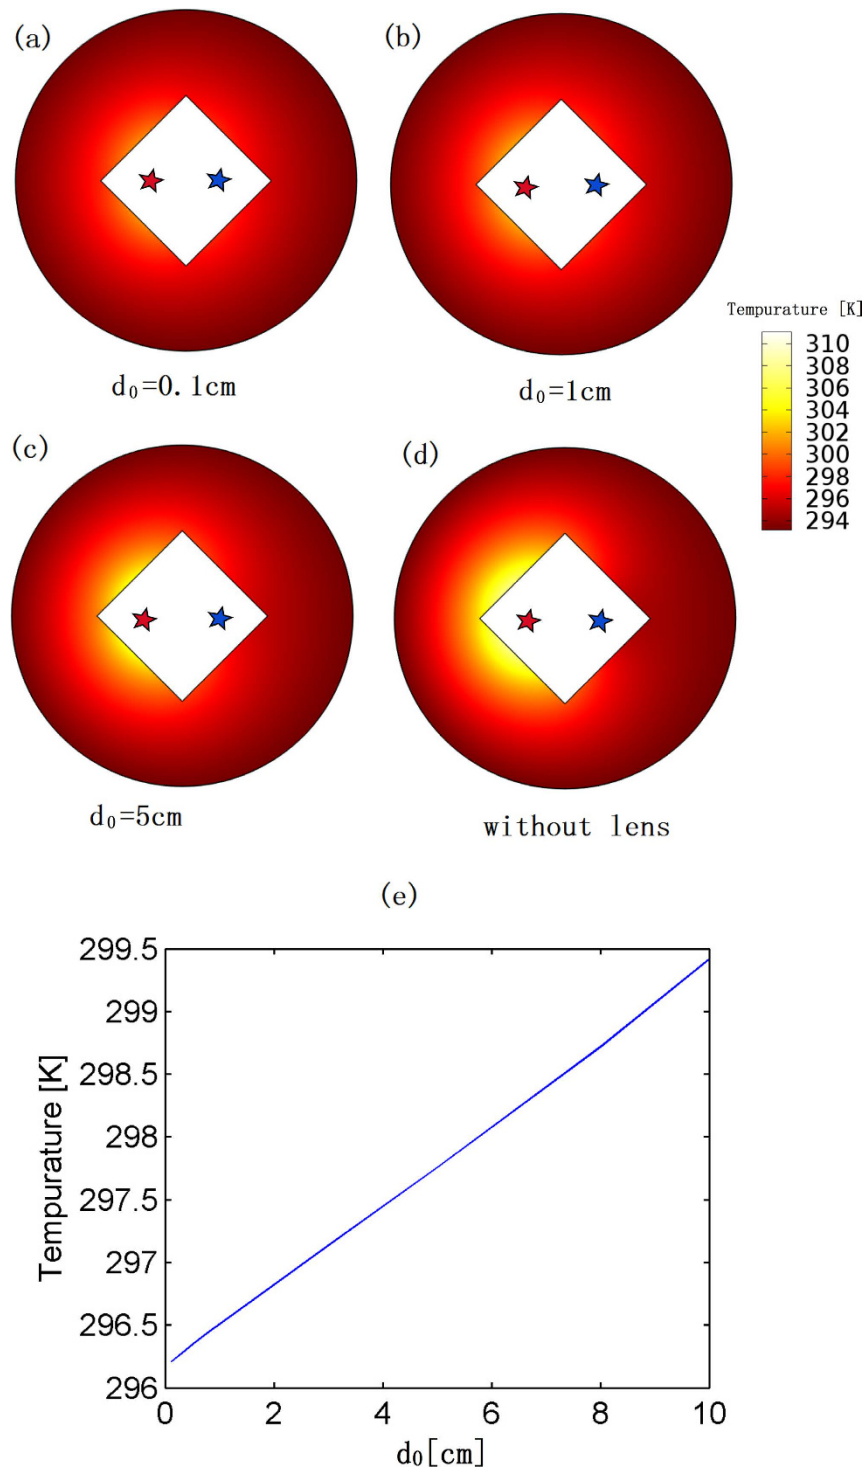 (a)
(b)
Tempurature [K]
310
308
306
304
302
300
298
296
294
d₀=0.1cm
d₀=1cm
(c)
(d)
d₀=5cm
without lens
(e)
299.5
299
298.5
298
297.5
297
296.5
296
Tempurature [K]
0 2 4 6 8 10
d₀[cm]